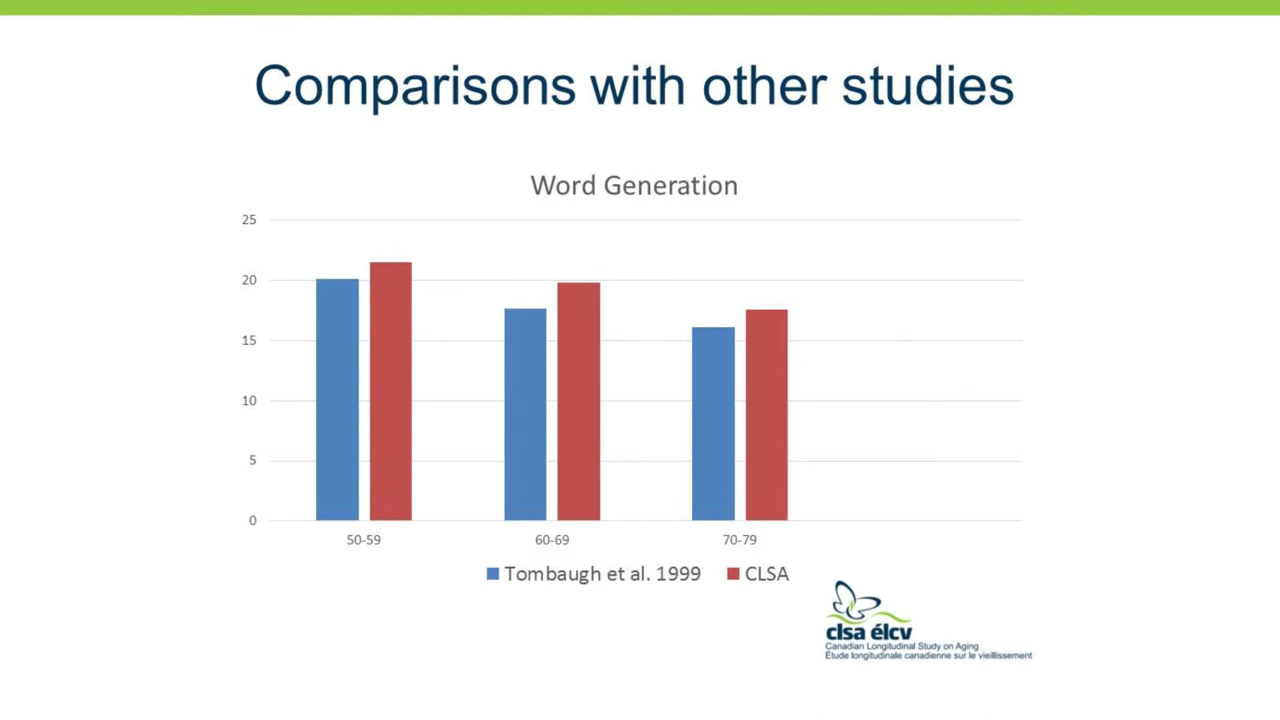 Comparisons with other studies
Word Generation
25
20
15
10
5
0
50-59
60-69
70-79
Tombaugh et al. 1999
CLSA
clsa élcv
Canadian Longitudinal Study on Aging
Étude longitudinale canadienne sur le vieillissement